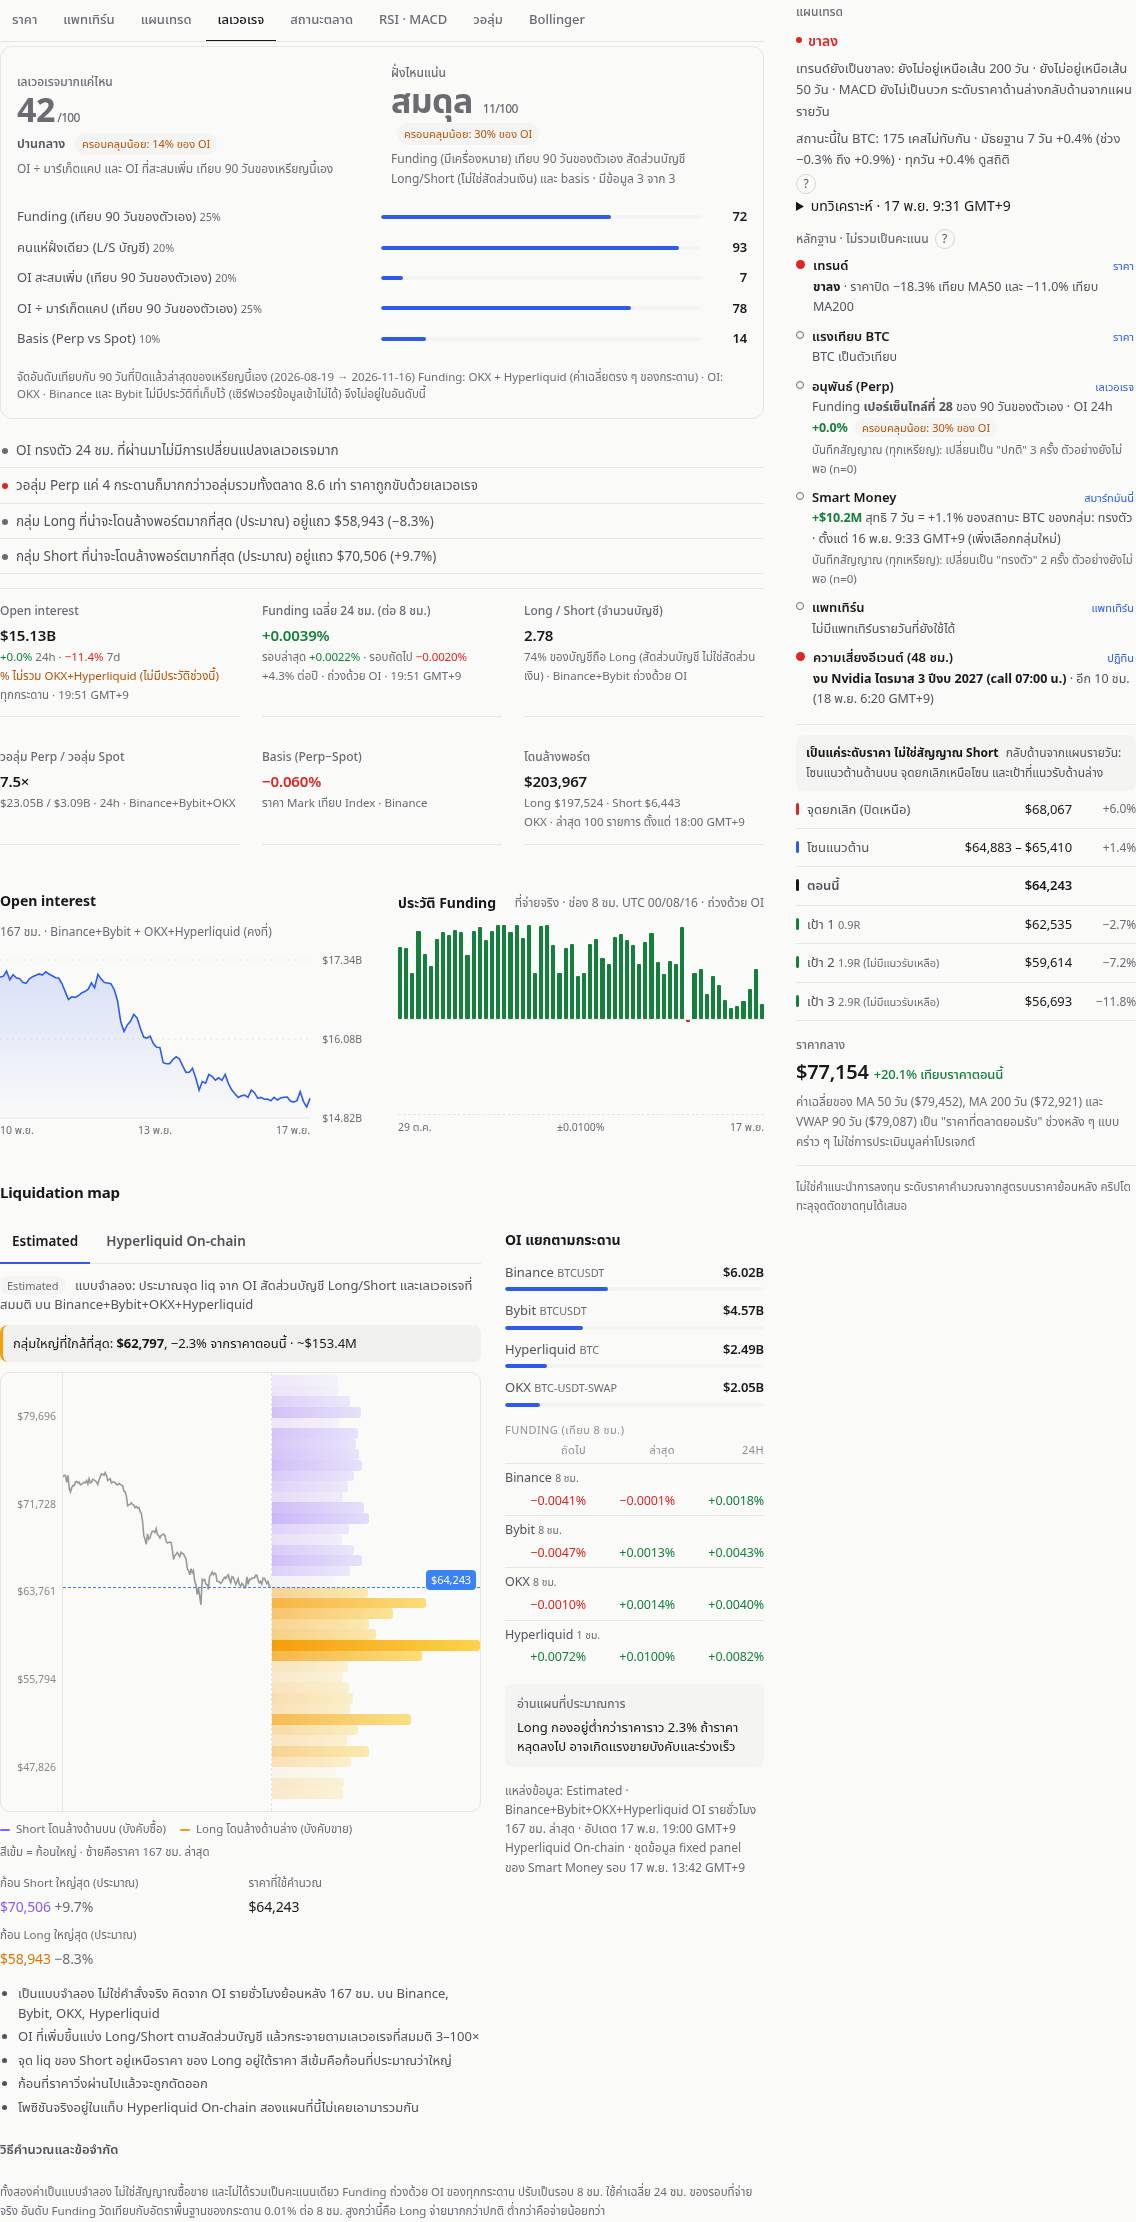 ราคา แพทเทิร์น แผนเทรด เลเวอเรจ สถานะตลาด RSI · MACD วอลุ่ม Bollinger
เลเวอเรจมากแค่ไหน
42 /100
ปานกลาง ครอบคลุมน้อย: 14% ของ OI
OI ÷ มาร์เก็ตแคป และ OI ที่สะสมเพิ่ม เทียบ 90 วันของเหรียญนี้เอง
ฝั่งไหนแน่น
สมดุล 11/100
ครอบคลุมน้อย: 30% ของ OI
Funding (มีเครื่องหมาย) เทียบ 90 วันของตัวเอง สัดส่วนบัญชี
Long/Short (ไม่ใช่สัดส่วนเงิน) และ basis · มีข้อมูล 3 จาก 3
Funding (เทียบ 90 วันของตัวเอง) 25% 72
คนแห่ฝั่งเดียว (L/S บัญชี) 20% 93
OI สะสมเพิ่ม (เทียบ 90 วันของตัวเอง) 20% 7
OI ÷ มาร์เก็ตแคป (เทียบ 90 วันของตัวเอง) 25% 78
Basis (Perp vs Spot) 10% 14
จัดอันดับเทียบกับ 90 วันที่ปิดแล้วล่าสุดของเหรียญนี้เอง (2026-08-19 → 2026-11-16) Funding: OKX + Hyperliquid (ค่าเฉลี่ยตรง ๆ ของกระดาน) · OI:
OKX · Binance และ Bybit ไม่มีประวัติที่เก็บไว้ (เซิร์ฟเวอร์ข้อมูลเข้าไม่ได้) จึงไม่อยู่ในอันดับนี้
OI ทรงตัว 24 ชม. ที่ผ่านมาไม่มีการเปลี่ยนแปลงเลเวอเรจมาก
วอลุ่ม Perp แค่ 4 กระดานก็มากกว่าวอลุ่มรวมทั้งตลาด 8.6 เท่า ราคาถูกขับด้วยเลเวอเรจ
กลุ่ม Long ที่น่าจะโดนล้างพอร์ตมากที่สุด (ประมาณ) อยู่แถว $58,943 (−8.3%)
กลุ่ม Short ที่น่าจะโดนล้างพอร์ตมากที่สุด (ประมาณ) อยู่แถว $70,506 (+9.7%)
Open interest
$15.13B
+0.0% 24h · −11.4% 7d
% ไม่รวม OKX+Hyperliquid (ไม่มีประวัติช่วงนี้)
ทุกกระดาน · 19:51 GMT+9
Funding เฉลี่ย 24 ชม. (ต่อ 8 ชม.)
+0.0039%
รอบล่าสุด +0.0022% · รอบถัดไป −0.0020%
+4.3% ต่อปี · ถ่วงด้วย OI · 19:51 GMT+9
Long / Short (จำนวนบัญชี)
2.78
74% ของบัญชีถือ Long (สัดส่วนบัญชี ไม่ใช่สัดส่วน
เงิน) · Binance+Bybit ถ่วงด้วย OI
วอลุ่ม Perp / วอลุ่ม Spot
7.5×
$23.05B / $3.09B · 24h · Binance+Bybit+OKX
Basis (Perp−Spot)
−0.060%
ราคา Mark เทียบ Index · Binance
โดนล้างพอร์ต
$203,967
Long $197,524 · Short $6,443
OKX · ล่าสุด 100 รายการ ตั้งแต่ 18:00 GMT+9
Open interest
167 ชม. · Binance+Bybit + OKX+Hyperliquid (คงที่)
$17.34B
$16.08B
$14.82B
10 พ.ย. 13 พ.ย. 17 พ.ย.
ประวัติ Funding ที่จ่ายจริง · ช่อง 8 ชม. UTC 00/08/16 · ถ่วงด้วย OI
29 ต.ค. ±0.0100% 17 พ.ย.
Liquidation map
Estimated Hyperliquid On-chain
Estimated แบบจำลอง: ประมาณจุด liq จาก OI สัดส่วนบัญชี Long/Short และเลเวอเรจที่
สมมติ บน Binance+Bybit+OKX+Hyperliquid
กลุ่มใหญ่ที่ใกล้ที่สุด: $62,797, −2.3% จากราคาตอนนี้ · ~$153.4M
$79,696
$71,728
$64,243
$63,761
$55,794
$47,826
Short โดนล้างด้านบน (บังคับซื้อ) Long โดนล้างด้านล่าง (บังคับขาย)
สีเข้ม = ก้อนใหญ่ · ซ้ายคือราคา 167 ชม. ล่าสุด
ก้อน Short ใหญ่สุด (ประมาณ)
$70,506 +9.7%
ราคาที่ใช้คำนวณ
$64,243
ก้อน Long ใหญ่สุด (ประมาณ)
$58,943 −8.3%
เป็นแบบจำลอง ไม่ใช่คำสั่งจริง คิดจาก OI รายชั่วโมงย้อนหลัง 167 ชม. บน Binance,
Bybit, OKX, Hyperliquid
OI ที่เพิ่มขึ้นแบ่ง Long/Short ตามสัดส่วนบัญชี แล้วกระจายตามเลเวอเรจที่สมมติ 3–100×
จุด liq ของ Short อยู่เหนือราคา ของ Long อยู่ใต้ราคา สีเข้มคือก้อนที่ประมาณว่าใหญ่
ก้อนที่ราคาวิ่งผ่านไปแล้วจะถูกตัดออก
โพซิชันจริงอยู่ในแท็บ Hyperliquid On-chain สองแผนที่นี้ไม่เคยเอามารวมกัน
OI แยกตามกระดาน
Binance BTCUSDT $6.02B
Bybit BTCUSDT $4.57B
Hyperliquid BTC $2.49B
OKX BTC-USDT-SWAP $2.05B
FUNDING (เทียบ 8 ชม.)
ถัดไป ล่าสุด 24H
Binance 8 ชม.
−0.0041% −0.0001% +0.0018%
Bybit 8 ชม.
−0.0047% +0.0013% +0.0043%
OKX 8 ชม.
−0.0010% +0.0014% +0.0040%
Hyperliquid 1 ชม.
+0.0072% +0.0100% +0.0082%
อ่านแผนที่ประมาณการ
Long กองอยู่ต่ำกว่าราคาราว 2.3% ถ้าราคา
หลุดลงไป อาจเกิดแรงขายบังคับและร่วงเร็ว
แหล่งข้อมูล: Estimated ·
Binance+Bybit+OKX+Hyperliquid OI รายชั่วโมง
167 ชม. ล่าสุด · อัปเดต 17 พ.ย. 19:00 GMT+9
Hyperliquid On-chain · ชุดข้อมูล fixed panel
ของ Smart Money รอบ 17 พ.ย. 13:42 GMT+9
วิธีคำนวณและข้อจำกัด
ทั้งสองค่าเป็นแบบจำลอง ไม่ใช่สัญญาณซื้อขาย และไม่ได้รวมเป็นคะแนนเดียว Funding ถ่วงด้วย OI ของทุกกระดาน ปรับเป็นรอบ 8 ชม. ใช้ค่าเฉลี่ย 24 ชม. ของรอบที่จ่าย
จริง อันดับ Funding วัดเทียบกับอัตราพื้นฐานของกระดาน 0.01% ต่อ 8 ชม. สูงกว่านี้คือ Long จ่ายมากกว่าปกติ ต่ำกว่าคือจ่ายน้อยกว่า
แผนเทรด
ขาลง
เทรนด์ยังเป็นขาลง: ยังไม่อยู่เหนือเส้น 200 วัน · ยังไม่อยู่เหนือเส้น
50 วัน · MACD ยังไม่เป็นบวก ระดับราคาด้านล่างกลับด้านจากแผน
รายวัน
สถานะนี้ใน BTC: 175 เคสไม่ทับกัน · มัธยฐาน 7 วัน +0.4% (ช่วง
−0.3% ถึง +0.9%) · ทุกวัน +0.4% ดูสถิติ
?
▶ บทวิเคราะห์ · 17 พ.ย. 9:31 GMT+9
หลักฐาน · ไม่รวมเป็นคะแนน ?
เทรนด์ ราคา
ขาลง · ราคาปิด −18.3% เทียบ MA50 และ −11.0% เทียบ
MA200
แรงเทียบ BTC ราคา
BTC เป็นตัวเทียบ
อนุพันธ์ (Perp) เลเวอเรจ
Funding เปอร์เซ็นไทล์ที่ 28 ของ 90 วันของตัวเอง · OI 24h
+0.0% ครอบคลุมน้อย: 30% ของ OI
บันทึกสัญญาณ (ทุกเหรียญ): เปลี่ยนเป็น "ปกติ" 3 ครั้ง ตัวอย่างยังไม่
พอ (n=0)
Smart Money สมาร์ทมันนี่
+$10.2M สุทธิ 7 วัน = +1.1% ของสถานะ BTC ของกลุ่ม: ทรงตัว
· ตั้งแต่ 16 พ.ย. 9:33 GMT+9 (เพิ่งเลือกกลุ่มใหม่)
บันทึกสัญญาณ (ทุกเหรียญ): เปลี่ยนเป็น "ทรงตัว" 2 ครั้ง ตัวอย่างยังไม่
พอ (n=0)
แพทเทิร์น แพทเทิร์น
ไม่มีแพทเทิร์นรายวันที่ยังใช้ได้
ความเสี่ยงอีเวนต์ (48 ชม.) ปฏิทิน
งบ Nvidia ไตรมาส 3 ปีงบ 2027 (call 07:00 น.) · อีก 10 ชม.
(18 พ.ย. 6:20 GMT+9)
เป็นแค่ระดับราคา ไม่ใช่สัญญาณ Short กลับด้านจากแผนรายวัน:
โซนแนวต้านด้านบน จุดยกเลิกเหนือโซน และเป้าที่แนวรับด้านล่าง
จุดยกเลิก (ปิดเหนือ) $68,067 +6.0%
โซนแนวต้าน $64,883 – $65,410 +1.4%
ตอนนี้ $64,243
เป้า 1 0.9R $62,535 −2.7%
เป้า 2 1.9R (ไม่มีแนวรับเหลือ) $59,614 −7.2%
เป้า 3 2.9R (ไม่มีแนวรับเหลือ) $56,693 −11.8%
ราคากลาง
$77,154 +20.1% เทียบราคาตอนนี้
ค่าเฉลี่ยของ MA 50 วัน ($79,452), MA 200 วัน ($72,921) และ
VWAP 90 วัน ($79,087) เป็น "ราคาที่ตลาดยอมรับ" ช่วงหลัง ๆ แบบ
คร่าว ๆ ไม่ใช่การประเมินมูลค่าโปรเจกต์
ไม่ใช่คำแนะนำการลงทุน ระดับราคาคำนวณจากสูตรบนราคาย้อนหลัง คริปโต
ทะลุจุดตัดขาดทุนได้เสมอ